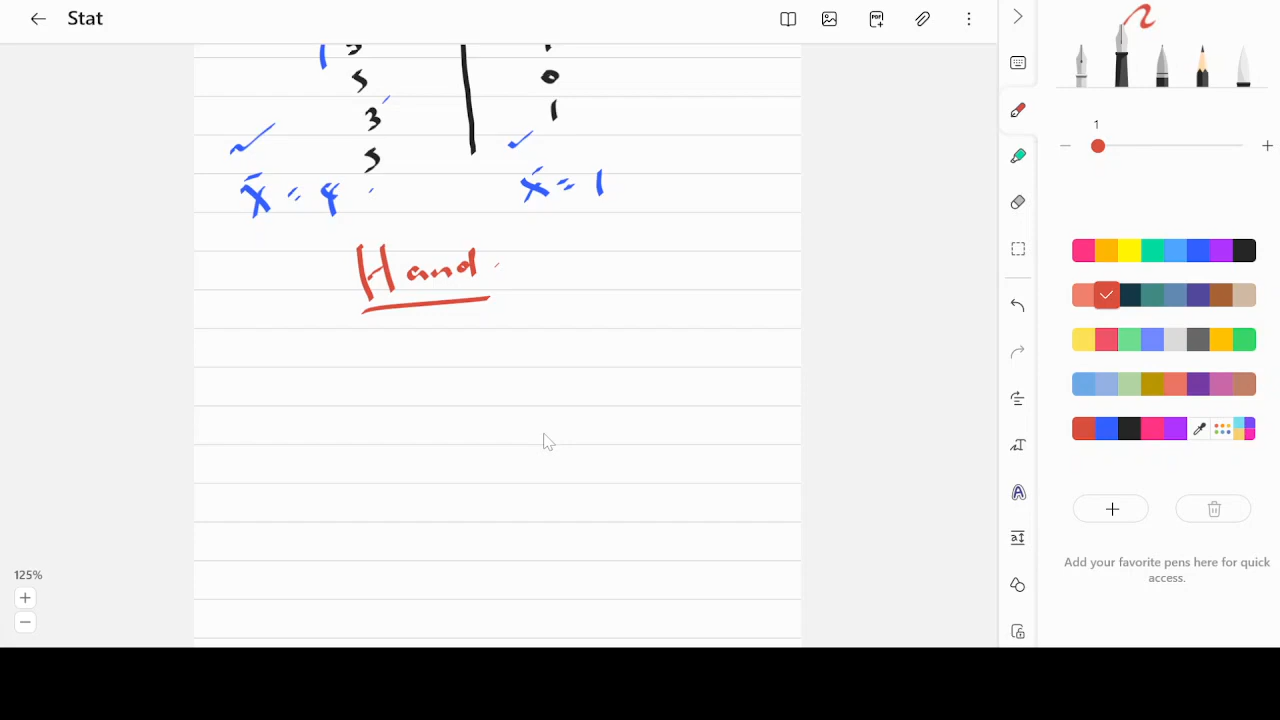 Stat
5
0
3
1
5
x̄ = 4
x̄ = 1
Hand
1
125%
Add your favorite pens here for quick
access.